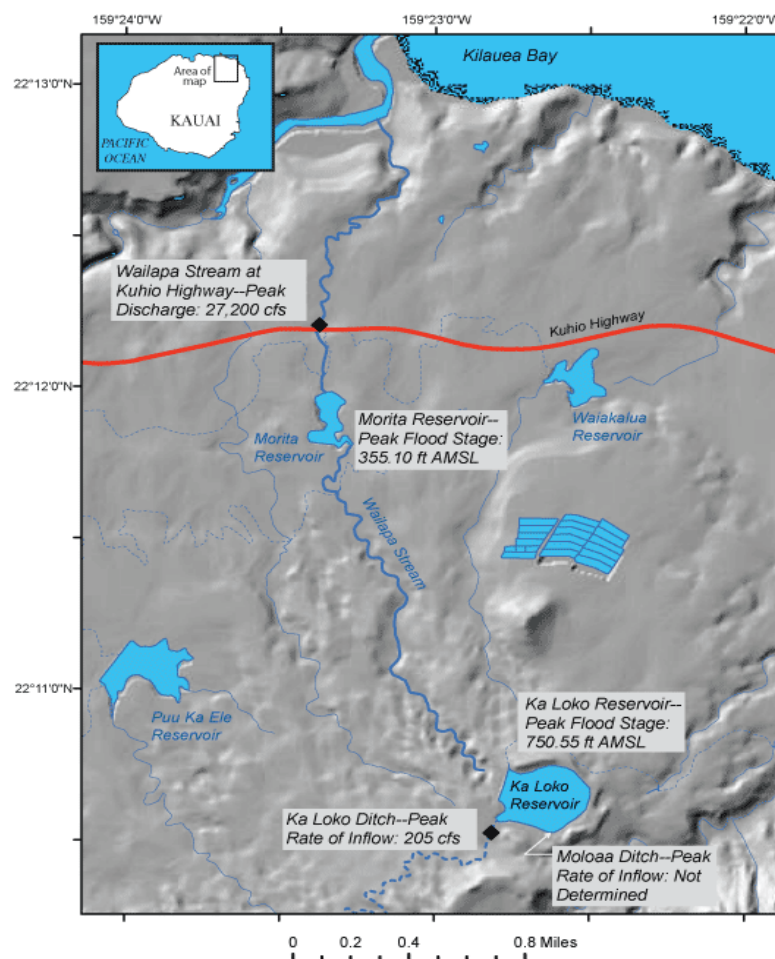 159°24'0"W
159°23'0"W
159°22'0"W
22°13'0"N
Kilauea Bay
Area of
map
KAUAI
PACIFIC
OCEAN
Wailapa Stream at
Kuhio Highway--Peak
Discharge: 27,200 cfs
Kuhio Highway
22°12'0"N
Morita Reservoir--
Peak Flood Stage:
355.10 ft AMSL
Waiakalua
Reservoir
Morita
Reservoir
Wailapa Stream
22°11'0"N
Puu Ka Ele
Reservoir
Ka Loko Reservoir--
Peak Flood Stage:
750.55 ft AMSL
Ka Loko
Reservoir
Ka Loko Ditch--Peak
Rate of Inflow: 205 cfs
Moloaa Ditch--Peak
Rate of Inflow: Not
Determined
0 0.2 0.4 0.8 Miles